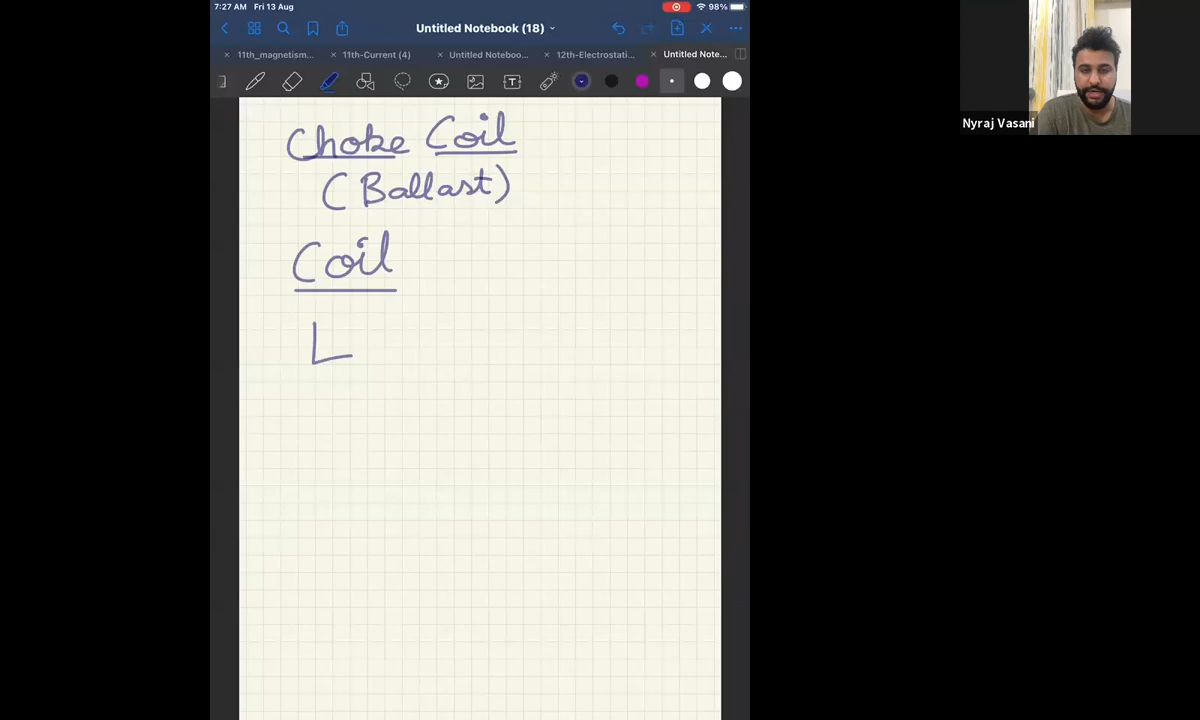 7:27 AM Fri 13 Aug 98%
Untitled Notebook (18)
11th_magnetism... 11th-Current (4) Untitled Noteboo... 12th-Electrostati... Untitled Note...
T
Nyraj Vasani
Choke Coil
(Ballast)
Coil
L